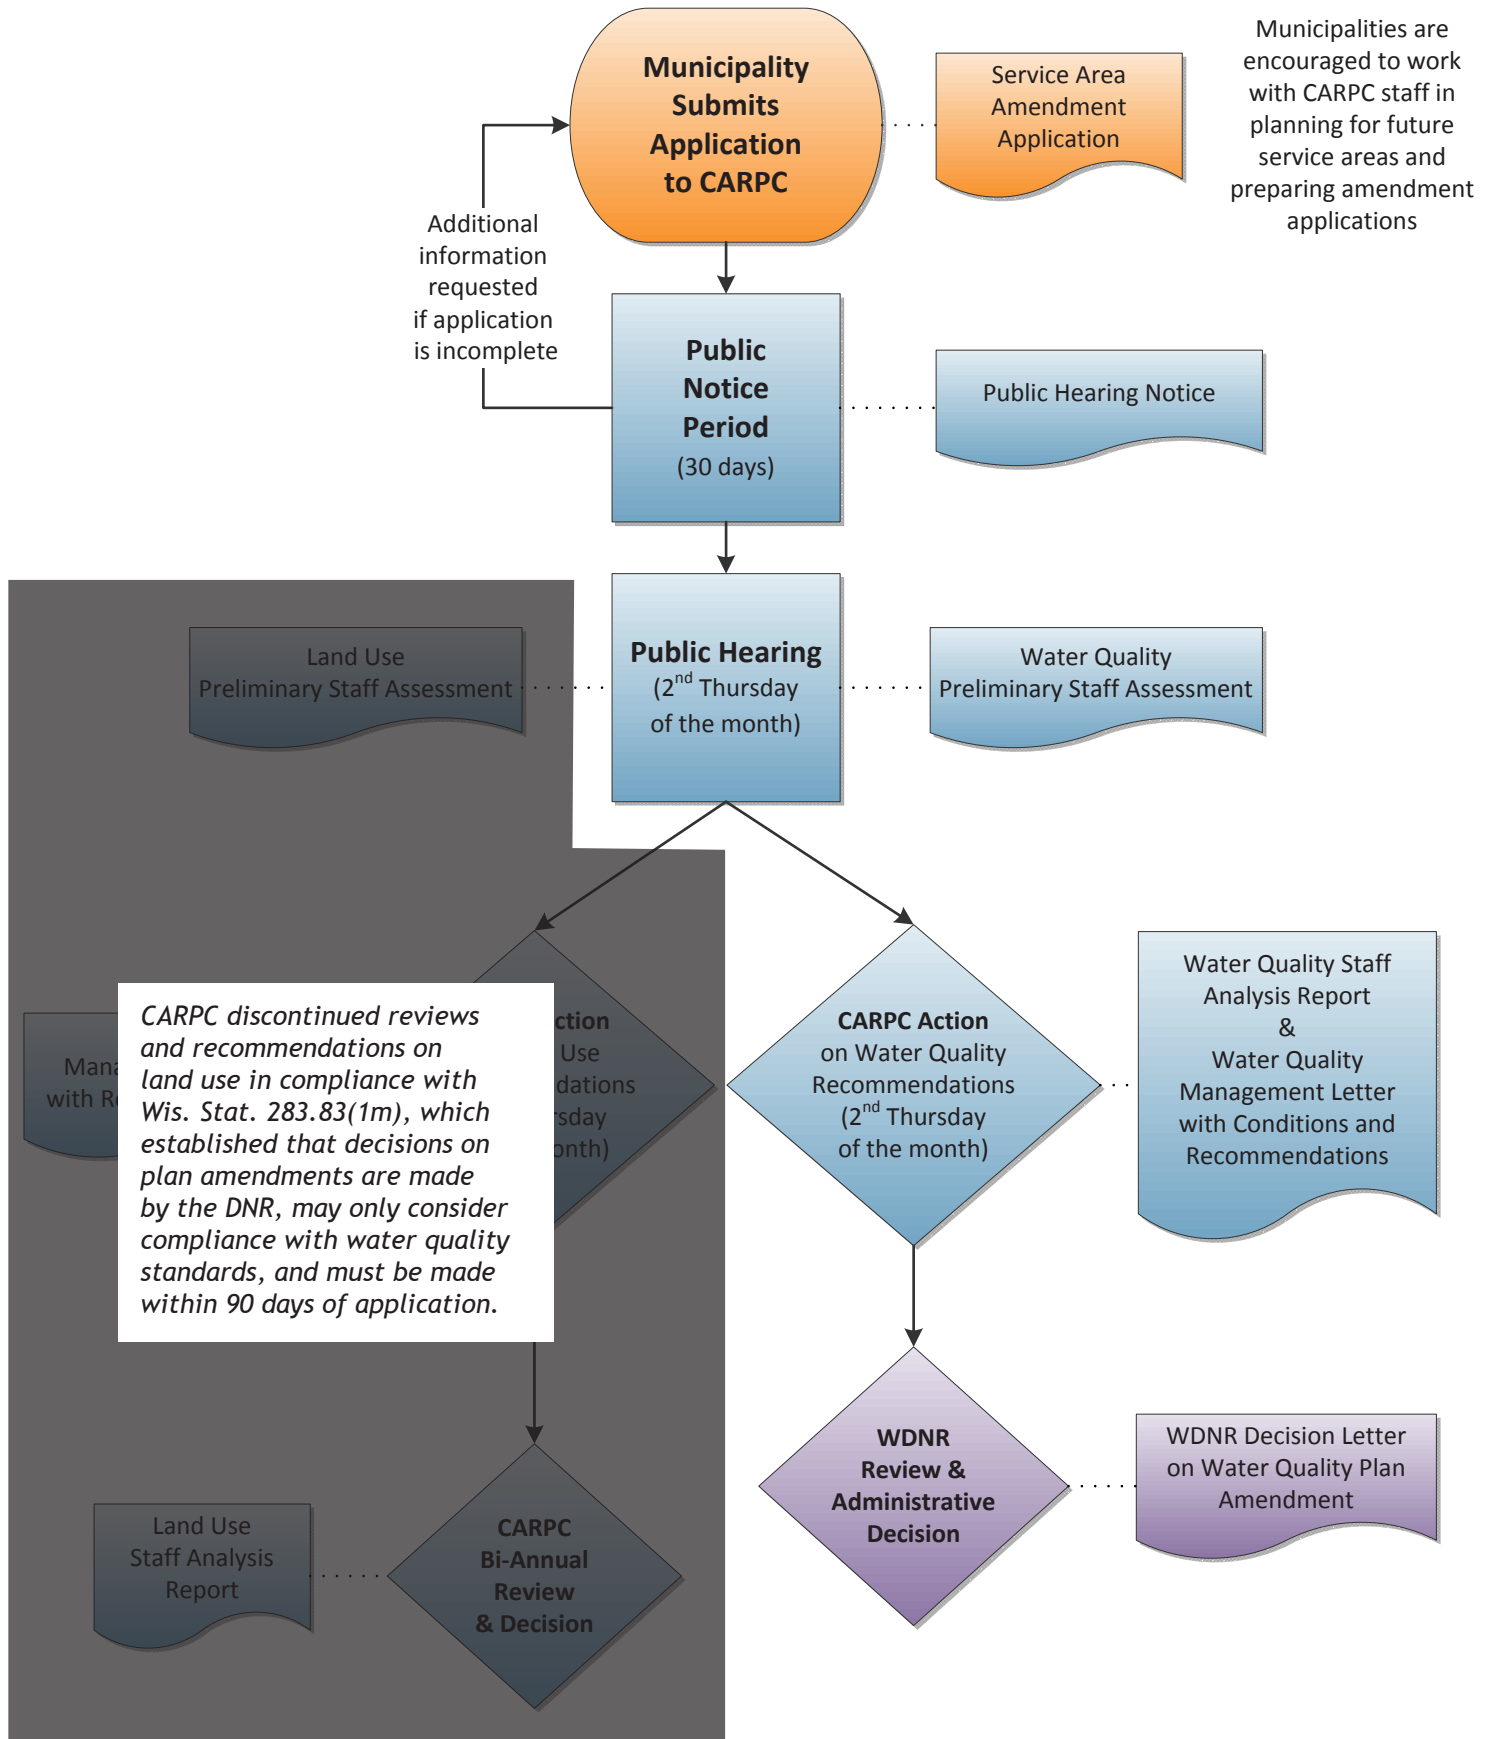 Municipality
Submits
Application
to CARPC
Service Area
Amendment
Application
Municipalities are
encouraged to work
with CARPC staff in
planning for future
service areas and
preparing amendment
applications
Additional
information
requested
if application
is incomplete
Public
Notice
Period
(30 days)
Public Hearing Notice
Land Use
Preliminary Staff Assessment
Public Hearing
(2nd Thursday
of the month)
Water Quality
Preliminary Staff Assessment
CARPC discontinued reviews
and recommendations on
land use in compliance with
Wis. Stat. 283.83(1m), which
established that decisions on
plan amendments are made
by the DNR, may only consider
compliance with water quality
standards, and must be made
within 90 days of application.
with
Use
CARPC Action
on Water Quality
Recommendations
(2nd Thursday
of the month)
Water Quality Staff
Analysis Report
&
Water Quality
Management Letter
with Conditions and
Recommendations
WDNR
Review &
Administrative
Decision
WDNR Decision Letter
on Water Quality Plan
Amendment
Land Use
Staff Analysis
Report
CARPC
Bi-Annual
Review
& Decision